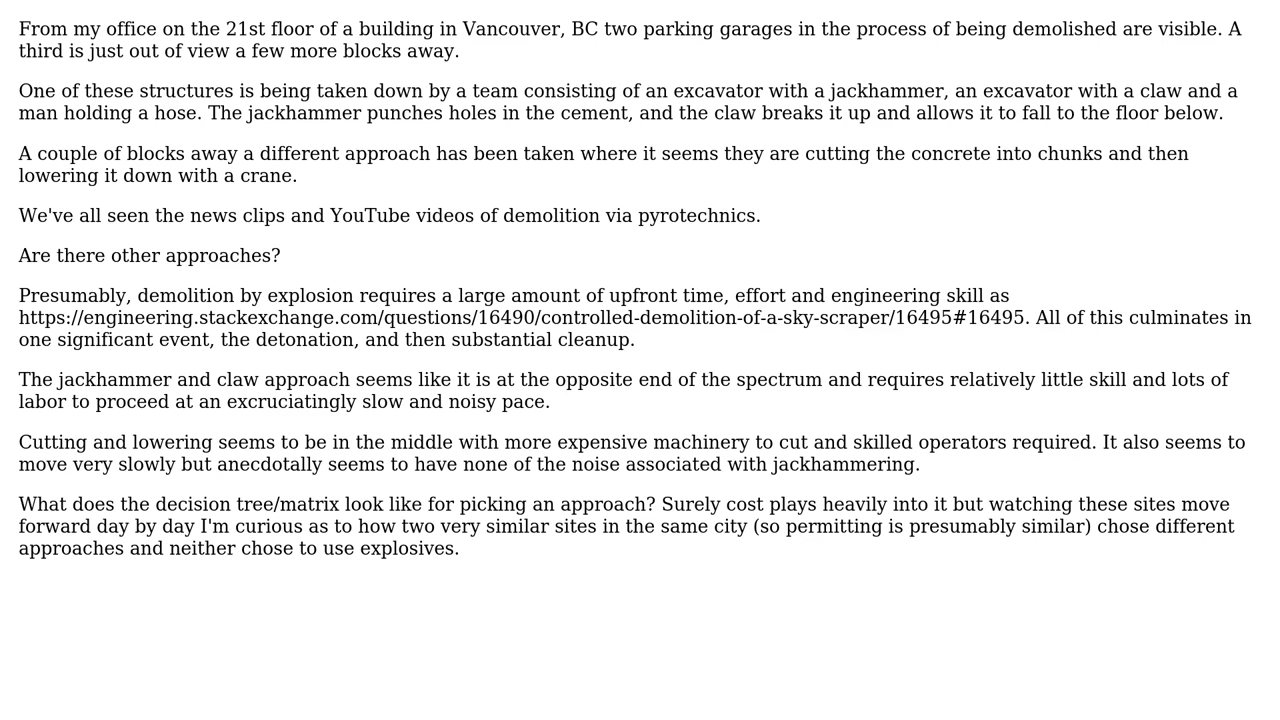 From my office on the 21st floor of a building in Vancouver, BC two parking garages in the process of being demolished are visible. A
third is just out of view a few more blocks away.
One of these structures is being taken down by a team consisting of an excavator with a jackhammer, an excavator with a claw and a
man holding a hose. The jackhammer punches holes in the cement, and the claw breaks it up and allows it to fall to the floor below.
A couple of blocks away a different approach has been taken where it seems they are cutting the concrete into chunks and then
lowering it down with a crane.
We've all seen the news clips and YouTube videos of demolition via pyrotechnics.
Are there other approaches?
Presumably, demolition by explosion requires a large amount of upfront time, effort and engineering skill as
https://engineering.stackexchange.com/questions/16490/controlled-demolition-of-a-sky-scraper/16495#16495. All of this culminates in
one significant event, the detonation, and then substantial cleanup.
The jackhammer and claw approach seems like it is at the opposite end of the spectrum and requires relatively little skill and lots of
labor to proceed at an excruciatingly slow and noisy pace.
Cutting and lowering seems to be in the middle with more expensive machinery to cut and skilled operators required. It also seems to
move very slowly but anecdotally seems to have none of the noise associated with jackhammering.
What does the decision tree/matrix look like for picking an approach? Surely cost plays heavily into it but watching these sites move
forward day by day I'm curious as to how two very similar sites in the same city (so permitting is presumably similar) chose different
approaches and neither chose to use explosives.